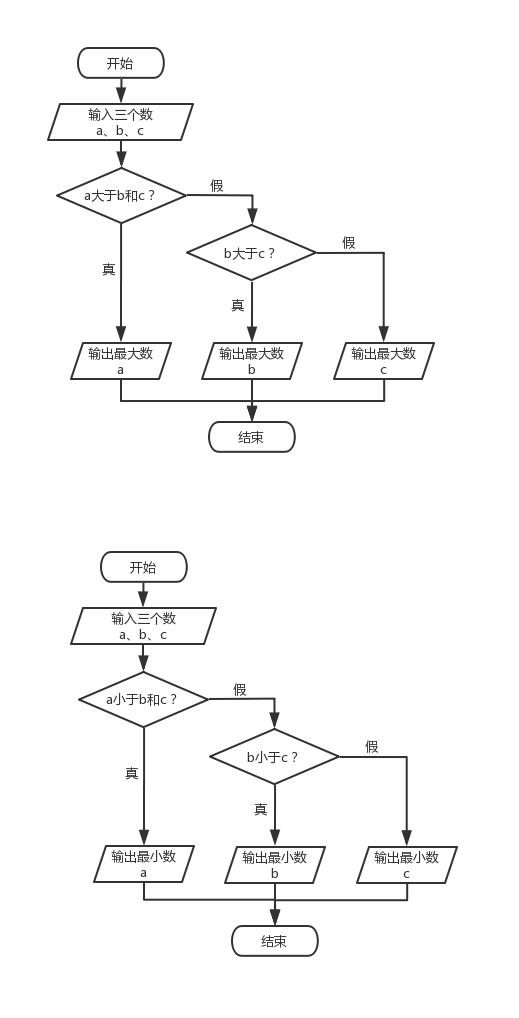 开始
输入三个数
a、b、c
a大于b和c？
假
b大于c？
假
真
真
输出最大数
a
输出最大数
b
输出最大数
c
结束
开始
输入三个数
a、b、c
a小于b和c？
假
b小于c？
假
真
真
输出最小数
a
输出最小数
b
输出最小数
c
结束